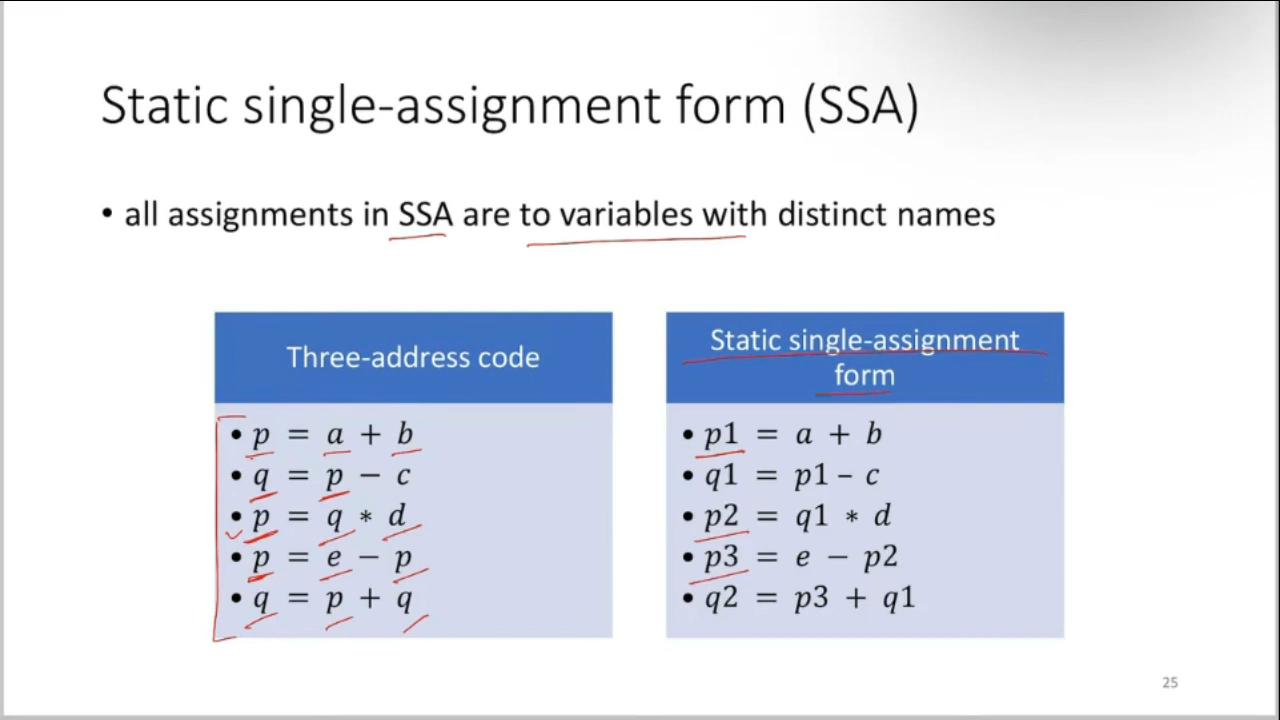 Static single-assignment form (SSA)
• all assignments in SSA are to variables with distinct names
Three-address code
• p = a + b
• q = p − c
• p = q * d
• p = e − p
• q = p + q
Static single-assignment
form
• p1 = a + b
• q1 = p1 – c
• p2 = q1 * d
• p3 = e − p2
• q2 = p3 + q1
25